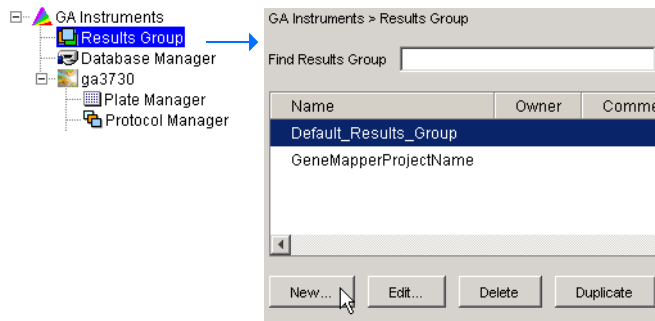 GA Instruments
Results Group
Database Manager
ga3730
Plate Manager
Protocol Manager
GA Instruments > Results Group
Find Results Group
Name Owner Comme
Default_Results_Group
GeneMapperProjectName
New... Edit... Delete Duplicate